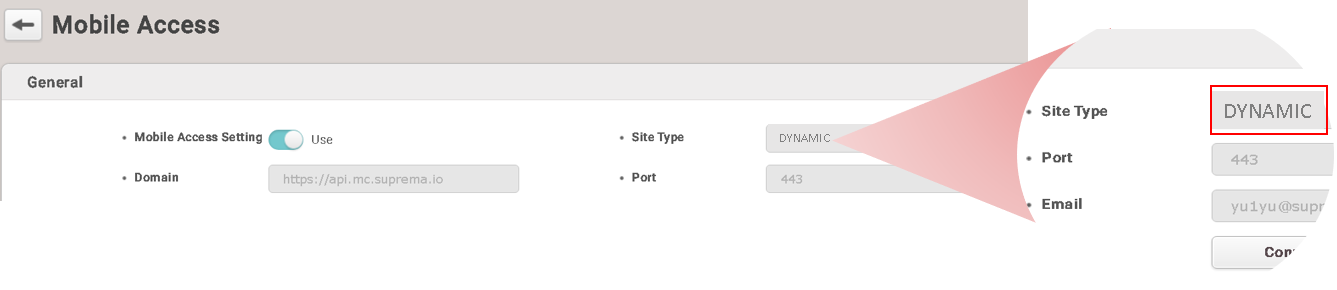 Mobile Access
General
• Mobile Access Setting Use
• Site Type DYNAMIC
• Domain https://api.mc.suprema.io
• Port 443
• Site Type DYNAMIC
• Port 443
• Email yu1yu@supr
Con